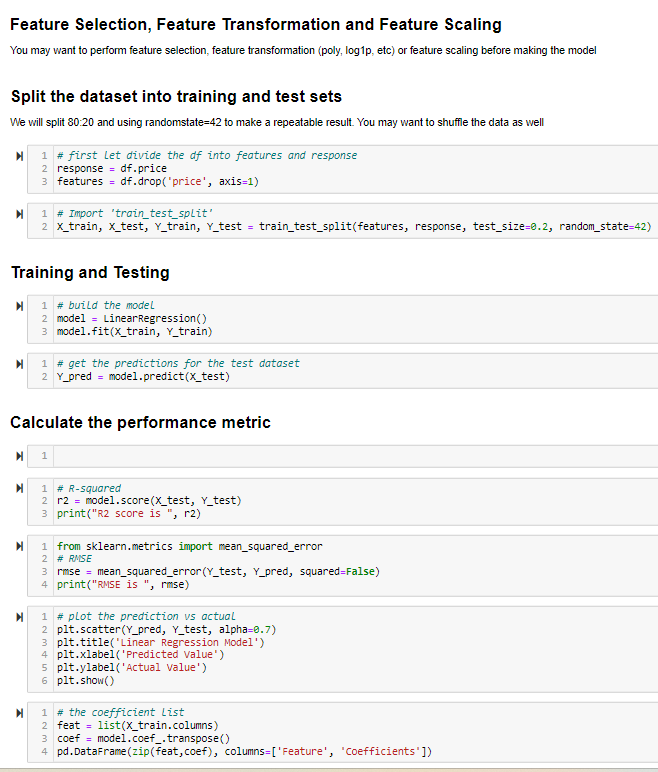 Feature Selection, Feature Transformation and Feature Scaling
You may want to perform feature selection, feature transformation (poly, log1p, etc) or feature scaling before making the model
Split the dataset into training and test sets
We will split 80:20 and using randomstate=42 to make a repeatable result. You may want to shuffle the data as well
1 # first let divide the df into features and response
2 response = df.price
3 features = df.drop('price', axis=1)
1 # Import 'train_test_split'
2 X_train, X_test, Y_train, Y_test = train_test_split(features, response, test_size=0.2, random_state=42)
Training and Testing
1 # build the model
2 model = LinearRegression()
3 model.fit(X_train, Y_train)
1 # get the predictions for the test dataset
2 Y_pred = model.predict(X_test)
Calculate the performance metric
1
1 # R-squared
2 r2 = model.score(X_test, Y_test)
3 print("R2 score is ", r2)
1 from sklearn.metrics import mean_squared_error
2 # RMSE
3 rmse = mean_squared_error(Y_test, Y_pred, squared=False)
4 print("RMSE is ", rmse)
1 # plot the prediction vs actual
2 plt.scatter(Y_pred, Y_test, alpha=0.7)
3 plt.title('Linear Regression Model')
4 plt.xlabel('Predicted Value')
5 plt.ylabel('Actual Value')
6 plt.show()
1 # the coefficient list
2 feat = list(X_train.columns)
3 coef = model.coef_.transpose()
4 pd.DataFrame(zip(feat,coef), columns=['Feature', 'Coefficients'])